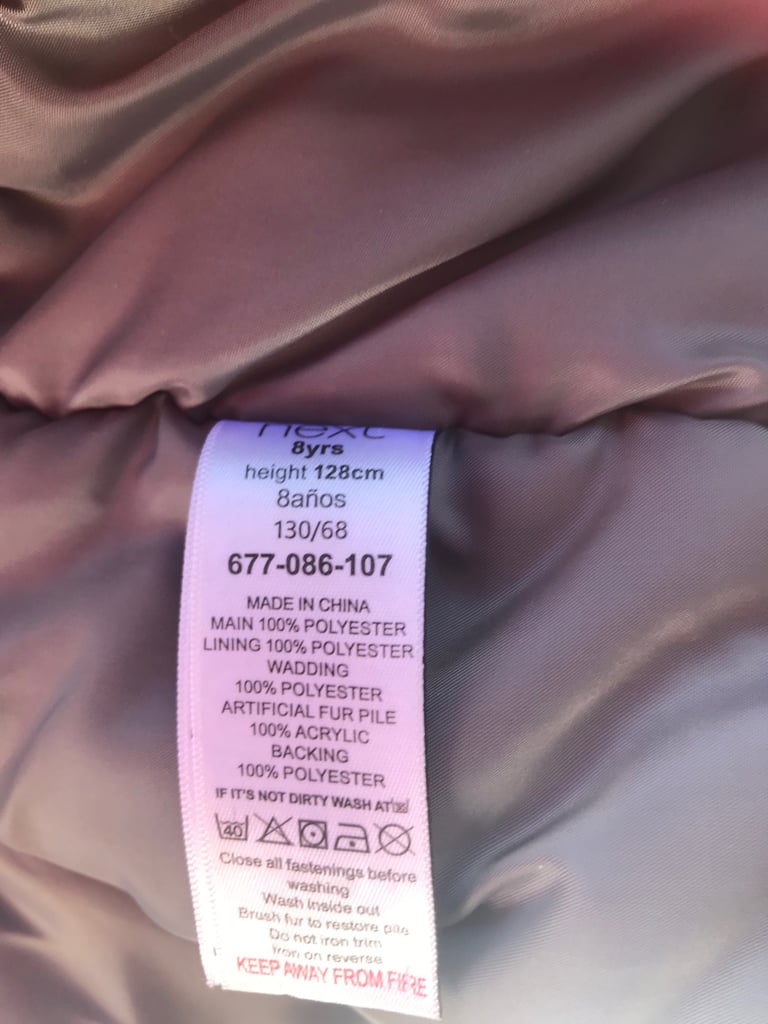 next
8yrs
height 128cm
8años
130/68
677-086-107
MADE IN CHINA
MAIN 100% POLYESTER
LINING 100% POLYESTER
WADDING
100% POLYESTER
ARTIFICIAL FUR PILE
100% ACRYLIC
BACKING
100% POLYESTER
IF IT'S NOT DIRTY WASH AT
40
Close all fastenings before
washing
Wash inside out
Brush fur to restore pile
Do not iron trim
Iron on reverse
KEEP AWAY FROM FIRE